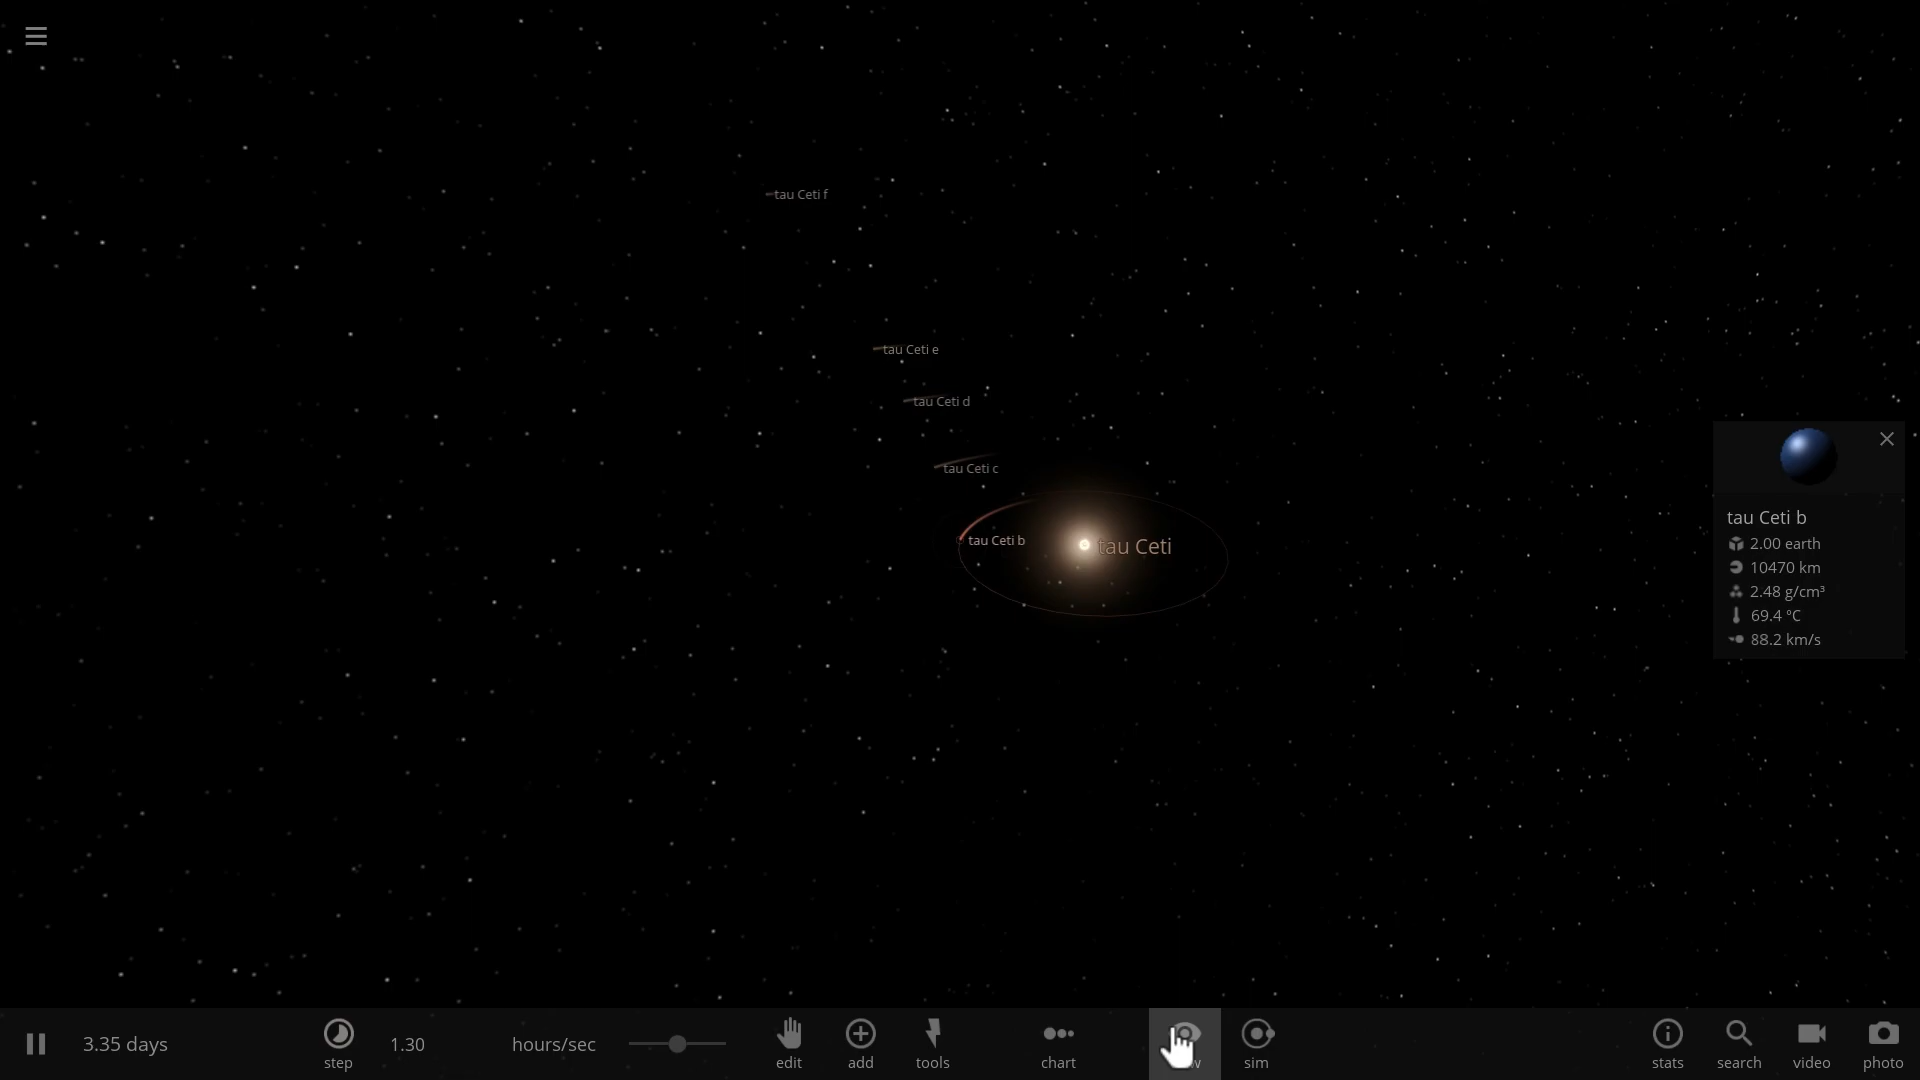 tau Ceti f
tau Ceti e
tau Ceti d
tau Ceti c
tau Ceti b
tau Ceti
tau Ceti b
2.00 earth
10470 km
2.48 g/cm³
69.4 °C
88.2 km/s
3.35 days
step
1.30
hours/sec
edit
add
tools
chart
sim
stats
search
video
photo